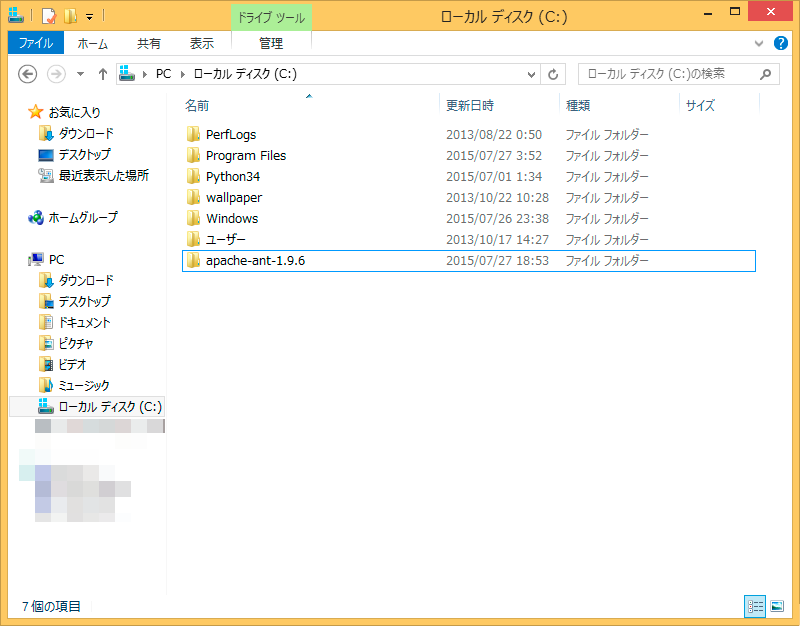 ドライブ ツール
ローカル ディスク (C:)
ファイル ホーム 共有 表示 管理
PC ローカル ディスク (C:)
ローカル ディスク (C:)の検索
名前 更新日時 種類 サイズ
お気に入り
ダウンロード
デスクトップ
最近表示した場所
ホームグループ
PC
ダウンロード
デスクトップ
ドキュメント
ピクチャ
ビデオ
ミュージック
ローカル ディスク (C:)
PerfLogs 2013/08/22 0:50 ファイル フォルダー
Program Files 2015/07/27 3:52 ファイル フォルダー
Python34 2015/07/01 1:34 ファイル フォルダー
wallpaper 2013/10/22 10:28 ファイル フォルダー
Windows 2015/07/26 23:38 ファイル フォルダー
ユーザー 2013/10/17 14:27 ファイル フォルダー
apache-ant-1.9.6 2015/07/27 18:53 ファイル フォルダー
7 個の項目